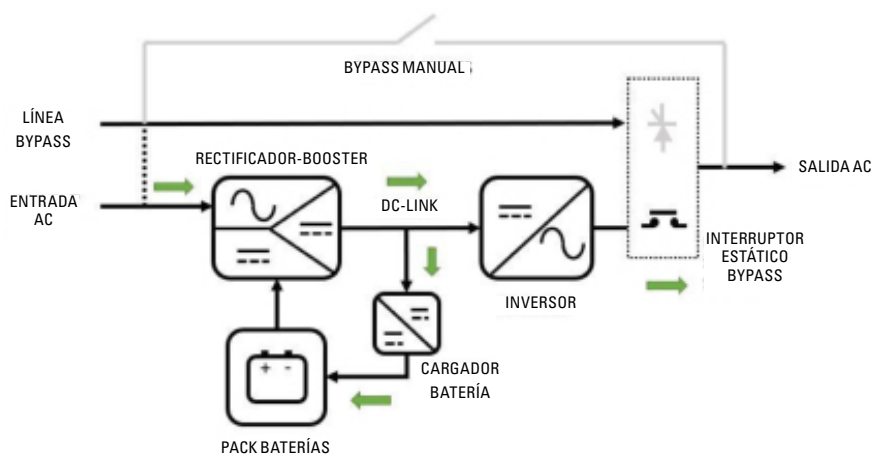 BYPASS MANUAL
LÍNEA
BYPASS
RECTIFICADOR-BOOSTER
SALIDA AC
ENTRADA
AC
DC-LINK
INTERRUPTOR
ESTÁTICO
BYPASS
INVERSOR
CARGADOR
BATERÍA
+ -
PACK BATERÍAS